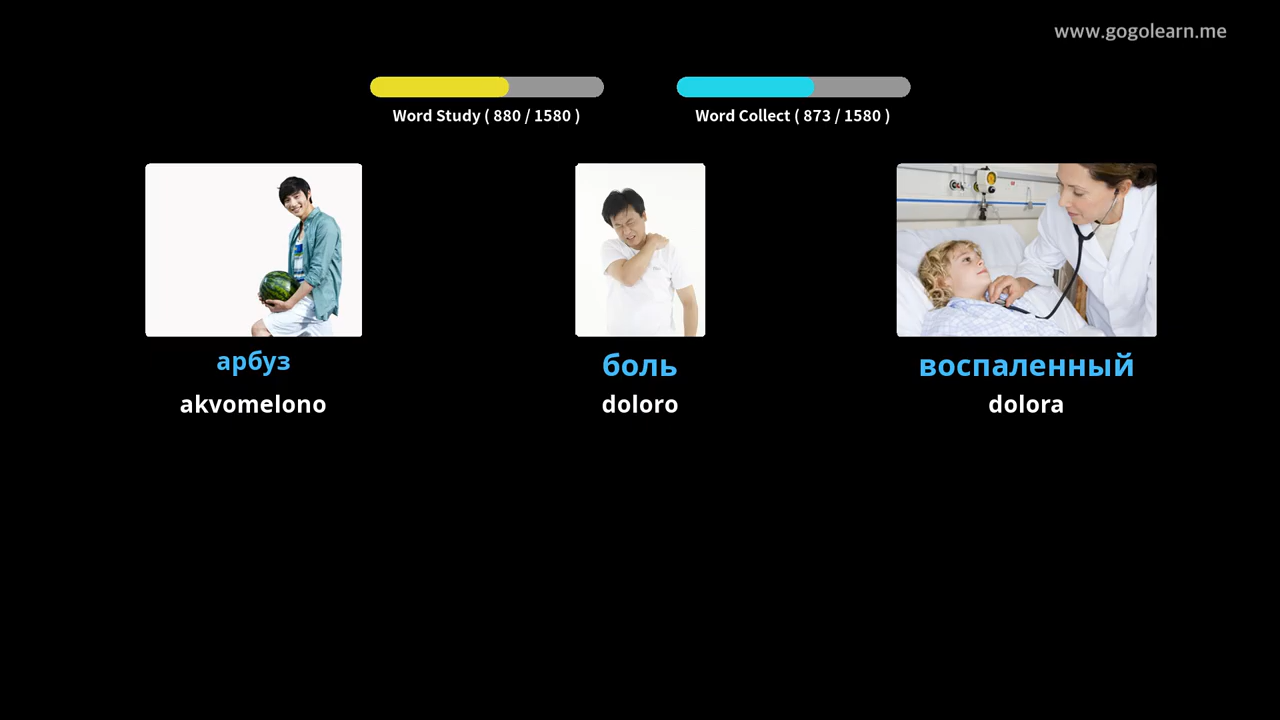 www.gogolearn.me
Word Study ( 880 / 1580 )
Word Collect ( 873 / 1580 )
арбуз
боль
воспаленный
akvomelono
doloro
dolora